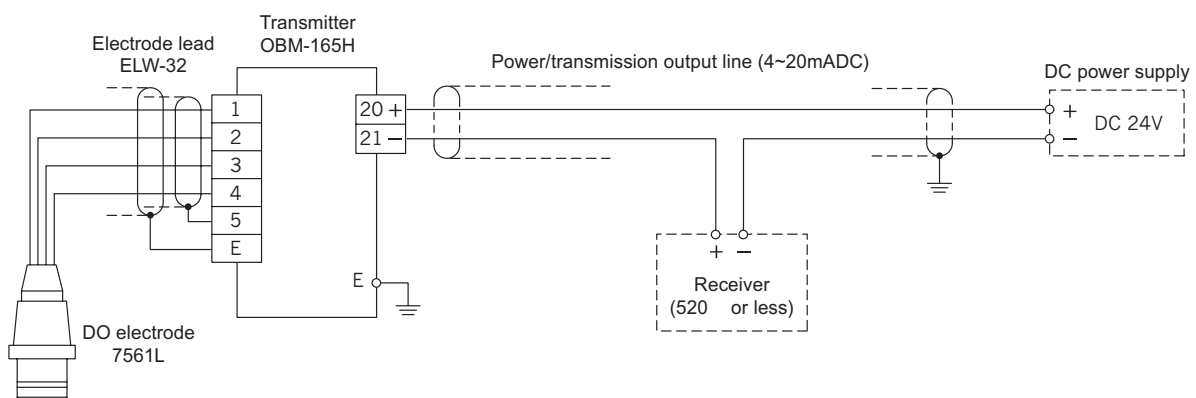 Transmitter
OBM-165H
Electrode lead
ELW-32
Power/transmission output line (4~20mADC)
DC power supply
1
2
3
4
5
E
20 +
21 −
E
+
−
DC 24V
+ −
Receiver
(520 or less)
DO electrode
7561L